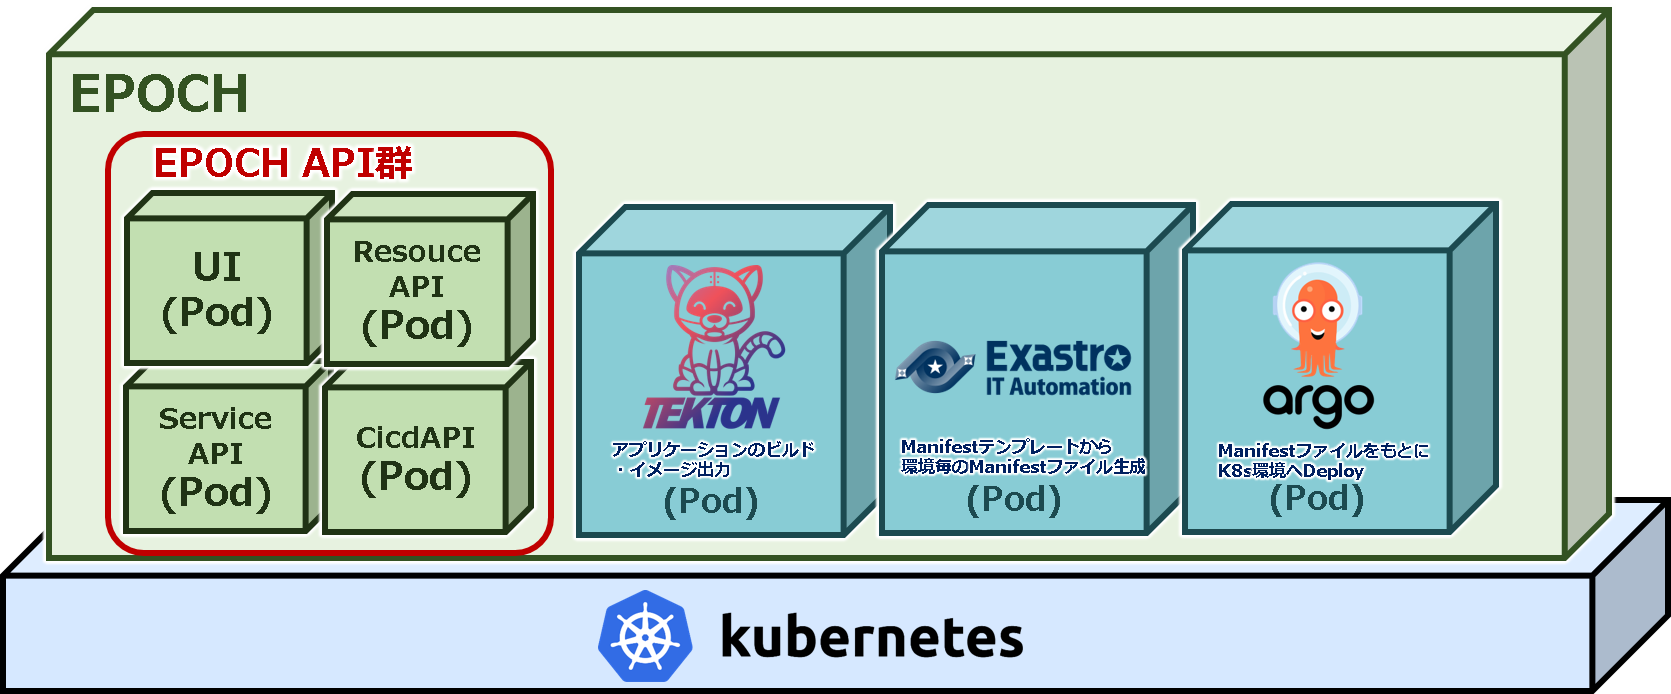 EPOCH
EPOCH API群
UI
(Pod)
Resouce
API
(Pod)
Service
API
(Pod)
CicdAPI
(Pod)
TEKTON
アプリケーションのビルド
・イメージ出力
(Pod)
Exastro
IT Automation
Manifestテンプレートから
環境毎のManifestファイル生成
(Pod)
argo
Manifestファイルをもとに
K8s環境へDeploy
(Pod)
kubernetes